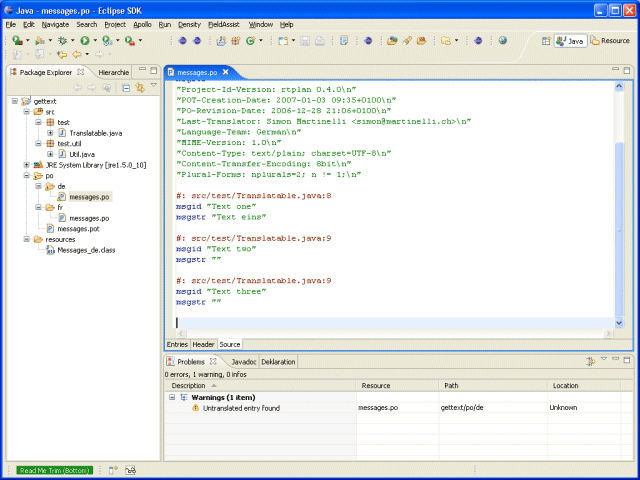 Java - messages.po - Eclipse SDK
File Edit Navigate Search Project Apollo Run Density FieldAssist Window Help
Java Resource
Package Explorer Hierarchie
gettext
src
test
Translatable.java
test.util
Util.java
JRE System Library [jre1.5.0_10]
po
de
messages.po
fr
messages.po
messages.pot
resources
Messages_de.class
messages.po
"Project-Id-Version: rtplan 0.4.0\n"
"POT-Creation-Date: 2007-01-03 09:35+0100\n"
"PO-Revision-Date: 2006-12-28 21:06+0100\n"
"Last-Translator: Simon Martinelli <simon@martinelli.ch>\n"
"Language-Team: German\n"
"MIME-Version: 1.0\n"
"Content-Type: text/plain; charset=UTF-8\n"
"Content-Transfer-Encoding: 8bit\n"
"Plural-Forms: nplurals=2; n != 1;\n"
#: src/test/Translatable.java:8
msgid "Text one"
msgstr "Text eins"
#: src/test/Translatable.java:9
msgid "Text two"
msgstr ""
#: src/test/Translatable.java:9
msgid "Text three"
msgstr ""
Entries Header Source
Problems Javadoc Deklaration
0 errors, 1 warning, 0 infos
Description Resource Path Location
Warnings (1 item)
Untranslated entry found messages.po gettext/po/de Unknown
Read Me Trim (Bottom)